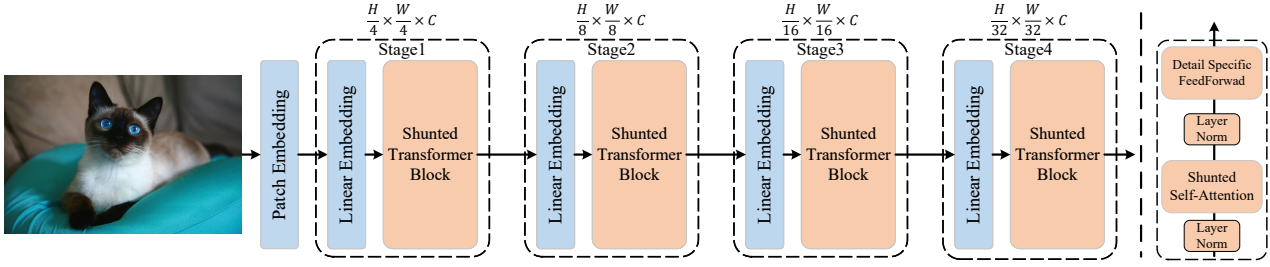 H/4 × W/4 × C
H/8 × W/8 × C
H/16 × W/16 × C
H/32 × W/32 × C
Stage1
Stage2
Stage3
Stage4
Patch Embedding
Linear Embedding
Shunted
Transformer
Block
Linear Embedding
Shunted
Transformer
Block
Linear Embedding
Shunted
Transformer
Block
Linear Embedding
Shunted
Transformer
Block
Detail Specific
FeedForwad
Layer
Norm
Shunted
Self-Attention
Layer
Norm